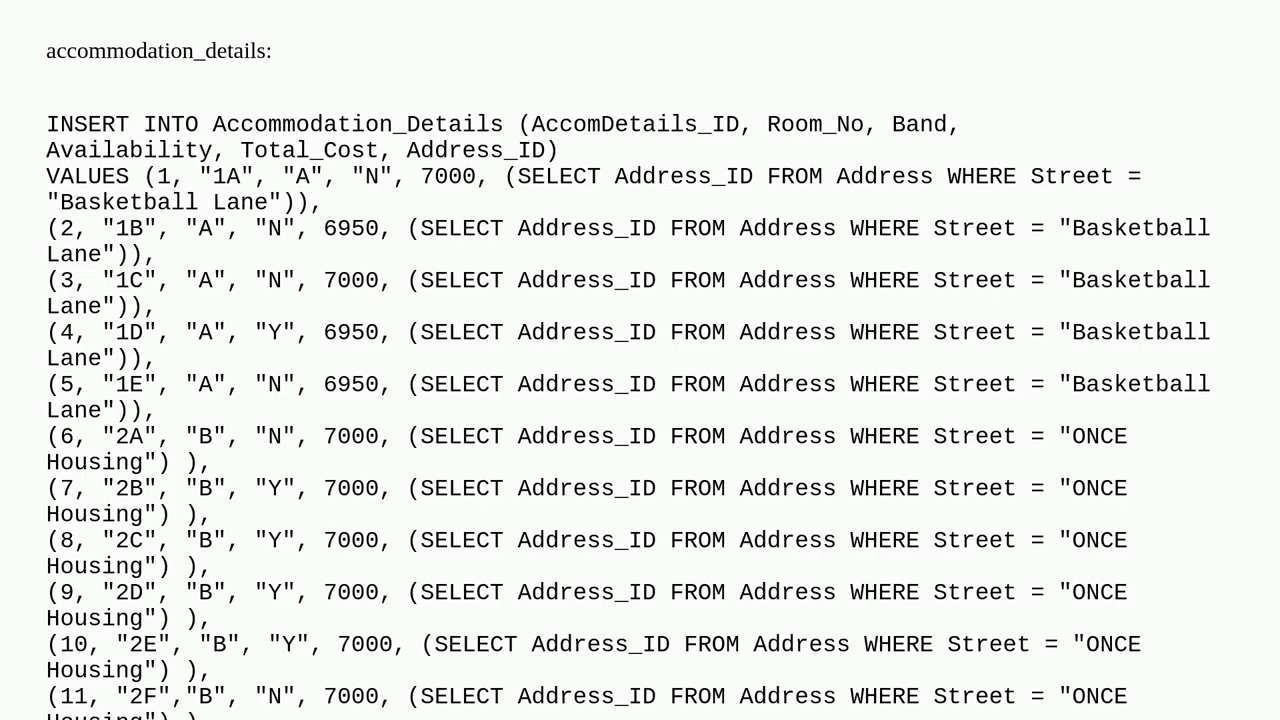 accommodation_details:
INSERT INTO Accommodation_Details (AccomDetails_ID, Room_No, Band,
Availability, Total_Cost, Address_ID)
VALUES (1, "1A", "A", "N", 7000, (SELECT Address_ID FROM Address WHERE Street =
"Basketball Lane")),
(2, "1B", "A", "N", 6950, (SELECT Address_ID FROM Address WHERE Street = "Basketball
Lane")),
(3, "1C", "A", "N", 7000, (SELECT Address_ID FROM Address WHERE Street = "Basketball
Lane")),
(4, "1D", "A", "Y", 6950, (SELECT Address_ID FROM Address WHERE Street = "Basketball
Lane")),
(5, "1E", "A", "N", 6950, (SELECT Address_ID FROM Address WHERE Street = "Basketball
Lane")),
(6, "2A", "B", "N", 7000, (SELECT Address_ID FROM Address WHERE Street = "ONCE
Housing") ),
(7, "2B", "B", "Y", 7000, (SELECT Address_ID FROM Address WHERE Street = "ONCE
Housing") ),
(8, "2C", "B", "Y", 7000, (SELECT Address_ID FROM Address WHERE Street = "ONCE
Housing") ),
(9, "2D", "B", "Y", 7000, (SELECT Address_ID FROM Address WHERE Street = "ONCE
Housing") ),
(10, "2E", "B", "Y", 7000, (SELECT Address_ID FROM Address WHERE Street = "ONCE
Housing") ),
(11, "2F","B", "N", 7000, (SELECT Address_ID FROM Address WHERE Street = "ONCE
Housing") ),